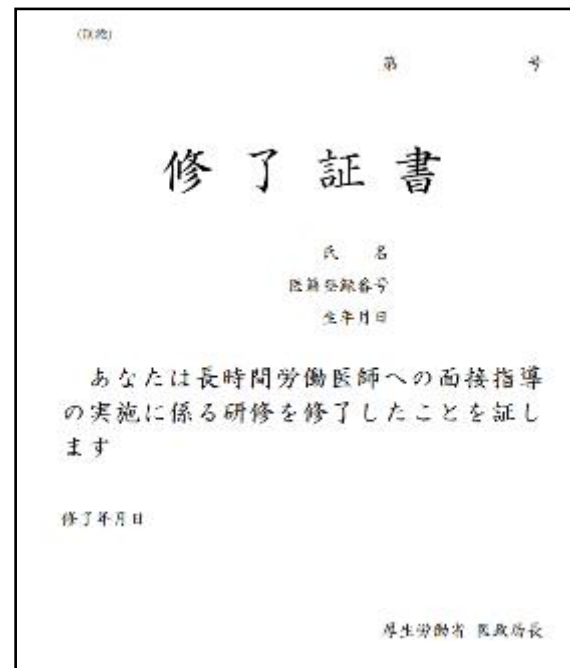 (別添)
第 号
修了証書
氏 名
医籍登録番号
生年月日
あなたは長時間労働医師への面接指導
の実施に係る研修を修了したことを証し
ます
修了年月日
厚生労働省 医政局長